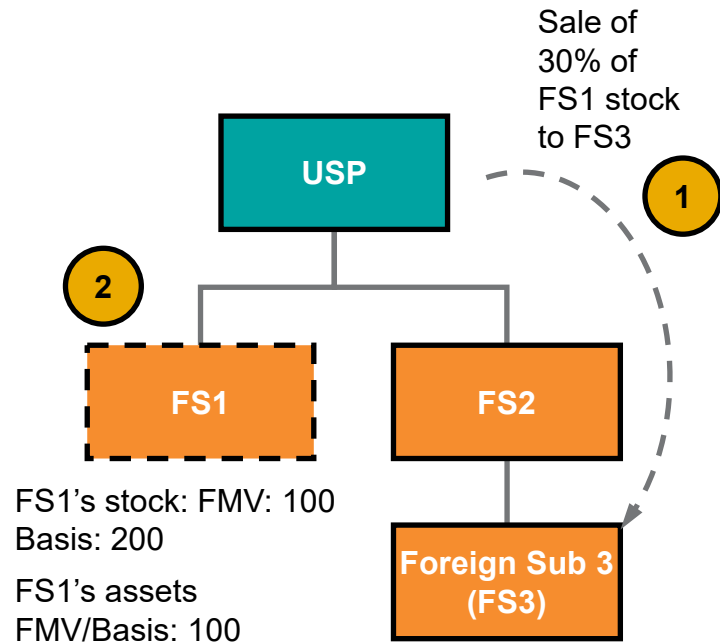 Sale of
30% of
FS1 stock
to FS3
USP
1
2
FS1
FS2
FS1’s stock: FMV: 100
Basis: 200
FS1’s assets
FMV/Basis: 100
Foreign Sub 3
(FS3)